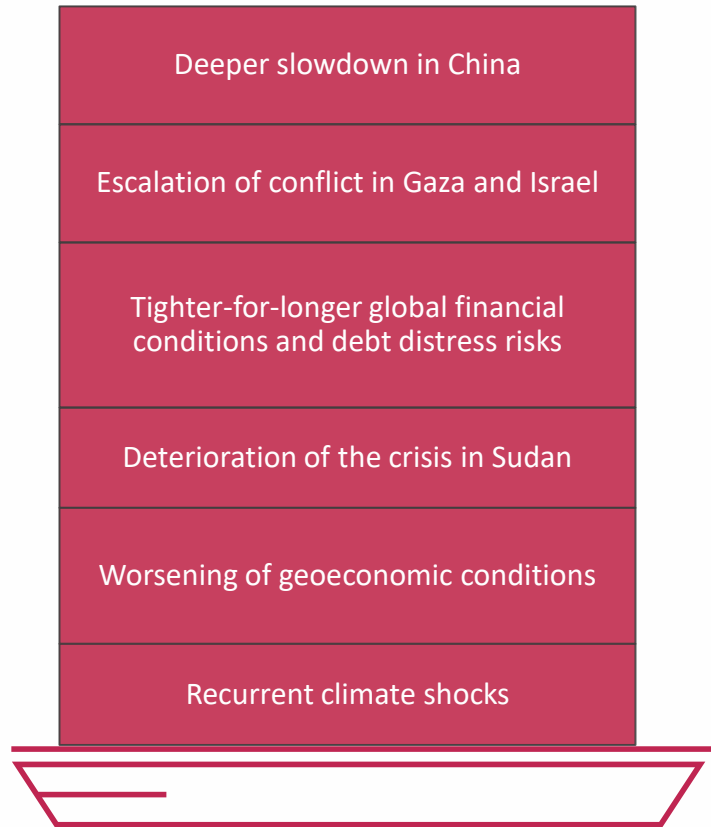 Deeper slowdown in China
Escalation of conflict in Gaza and Israel
Tighter-for-longer global financial
conditions and debt distress risks
Deterioration of the crisis in Sudan
Worsening of geoeconomic conditions
Recurrent climate shocks